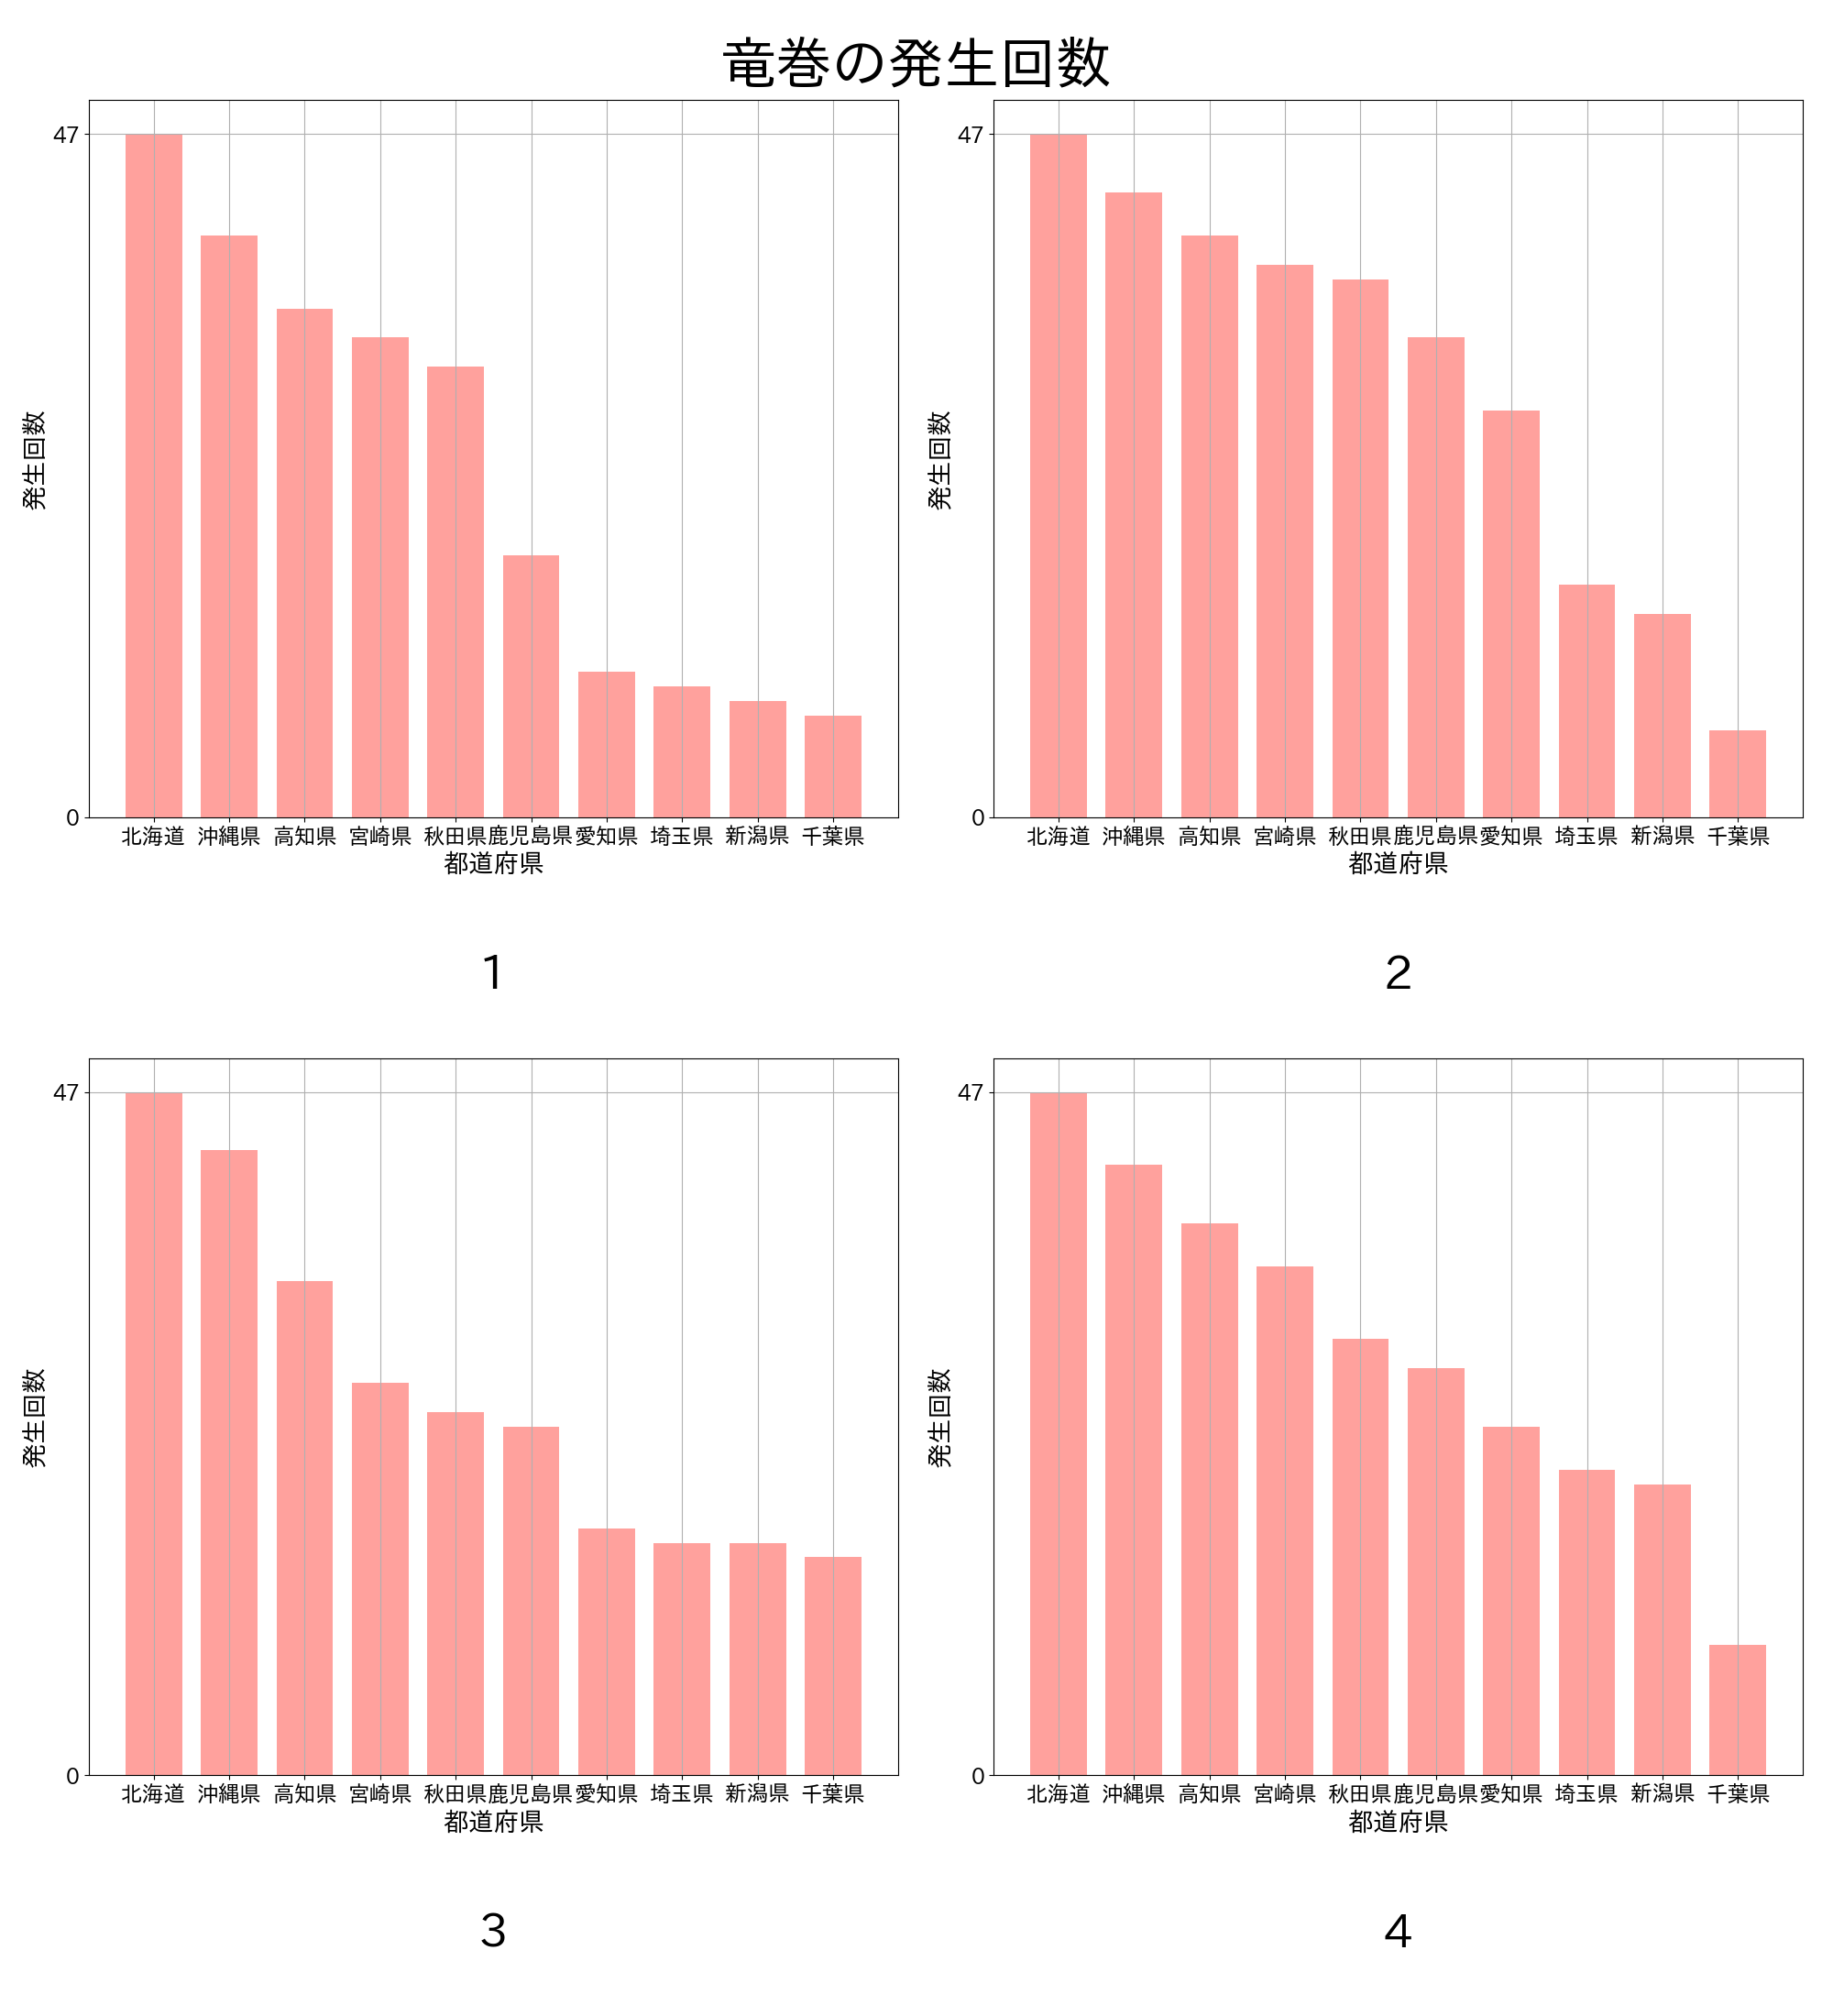 竜巻の発生回数
47
0
発生回数
北海道 沖縄県 高知県 宮崎県 秋田県 鹿児島県 愛知県 埼玉県 新潟県 千葉県
都道府県
1
47
0
発生回数
北海道 沖縄県 高知県 宮崎県 秋田県 鹿児島県 愛知県 埼玉県 新潟県 千葉県
都道府県
2
47
0
発生回数
北海道 沖縄県 高知県 宮崎県 秋田県 鹿児島県 愛知県 埼玉県 新潟県 千葉県
都道府県
3
47
0
発生回数
北海道 沖縄県 高知県 宮崎県 秋田県 鹿児島県 愛知県 埼玉県 新潟県 千葉県
都道府県
4